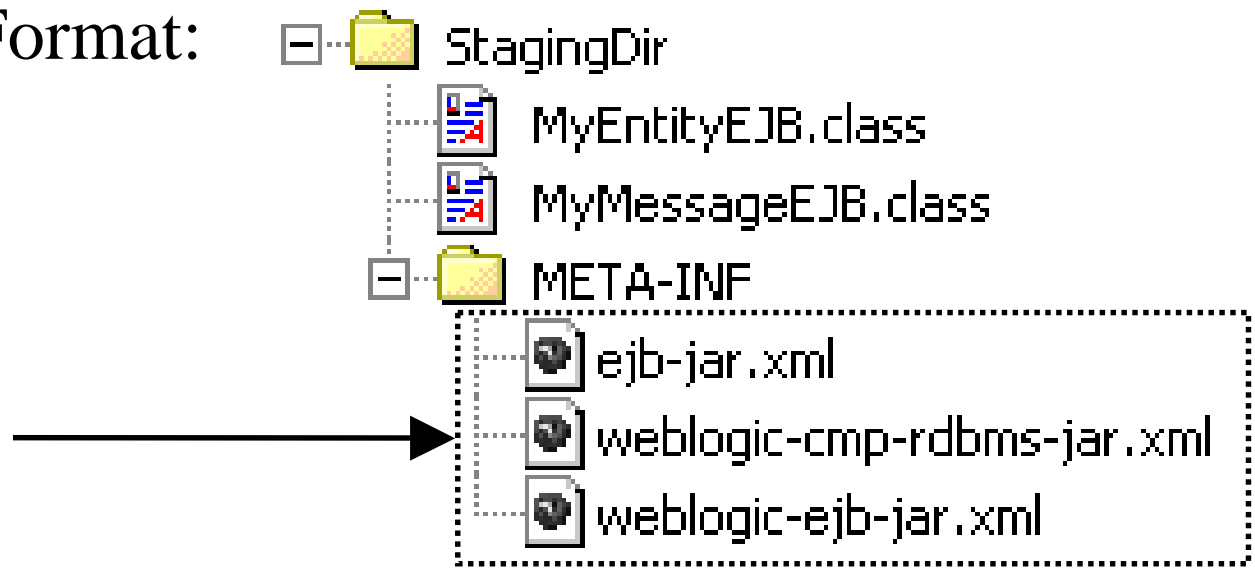 Format:
StagingDir
MyEntityEJB.class
MyMessageEJB.class
META-INF
ejb-jar.xml
weblogic-cmp-rdbms-jar.xml
weblogic-ejb-jar.xml